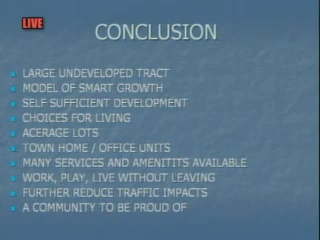 LIVE
CONCLUSION
LARGE UNDEVELOPED TRACT
MODEL OF SMART GROWTH
SELF SUFFICIENT DEVELOPMENT
CHOICES FOR LIVING
ACERAGE LOTS
TOWN HOME / OFFICE UNITS
MANY SERVICES AND AMENITITS AVAILABLE
WORK, PLAY, LIVE WITHOUT LEAVING
FURTHER REDUCE TRAFFIC IMPACTS
A COMMUNITY TO BE PROUD OF